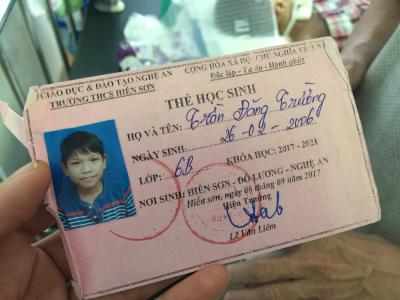 GIÁO DỤC & ĐÀO TẠO NGHỆ AN
TRƯỜNG THCS HIẾN SƠN
CỘNG HÒA XÃ HỘI CHỦ NGHĨA VIỆT N
Độc lập - Tự do - Hạnh phúc
THẺ HỌC SINH
HỌ VÀ TÊN: Trần Đăng Trường
NGÀY SINH: 26-02-2006
LỚP: 6B KHÓA HỌC: 2017 - 2021
NƠI SINH: HIẾN SƠN - ĐÔ LƯƠNG - NGHỆ AN
Hiến sơn, ngày 06 tháng 09 năm 2017
Hiệu Trưởng
Lê Văn Liêm